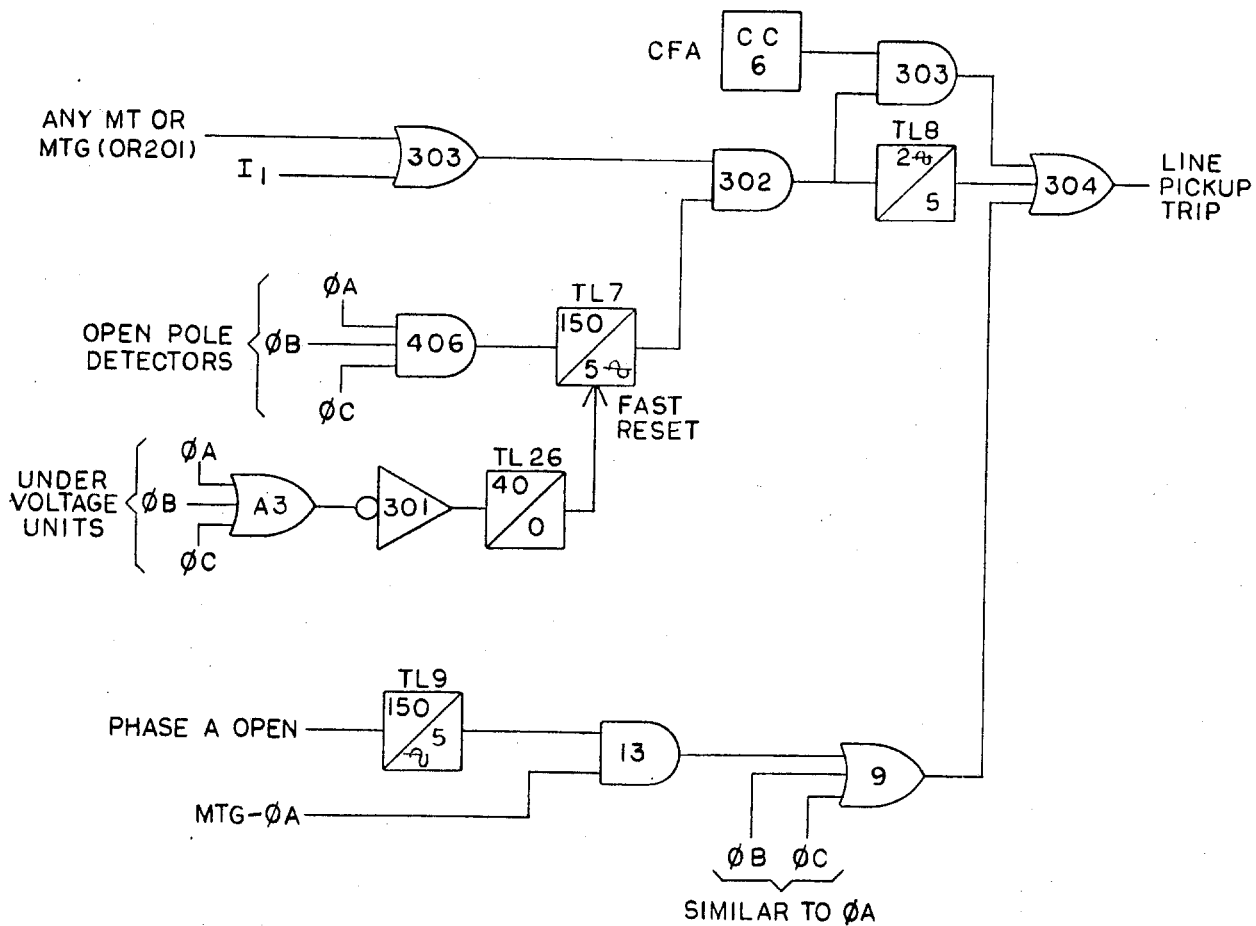 CFA
C C
6
303
ANY MT OR
MTG (OR201)
I1
303
302
TL8
2
5
304
LINE
PICKUP
TRIP
OPEN POLE
DETECTORS
ØA
ØB
ØC
406
TL7
150
5
FAST
RESET
UNDER
VOLTAGE
UNITS
ØA
ØB
ØC
A3
301
TL 26
40
0
PHASE A OPEN
TL9
150
5
MTG-ØA
13
9
ØB ØC
SIMILAR TO ØA